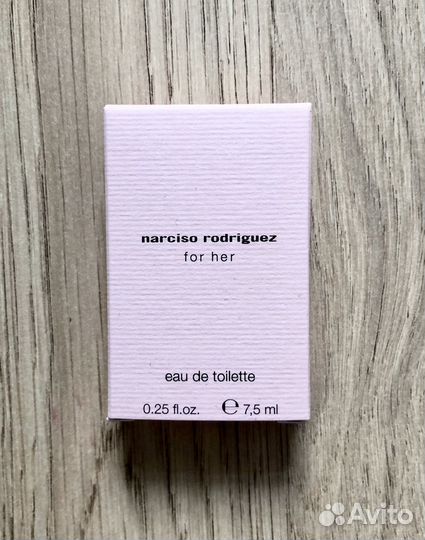 narciso rodriguez
for her
eau de toilette
0.25 fl.oz. ℮ 7,5 ml
Avito